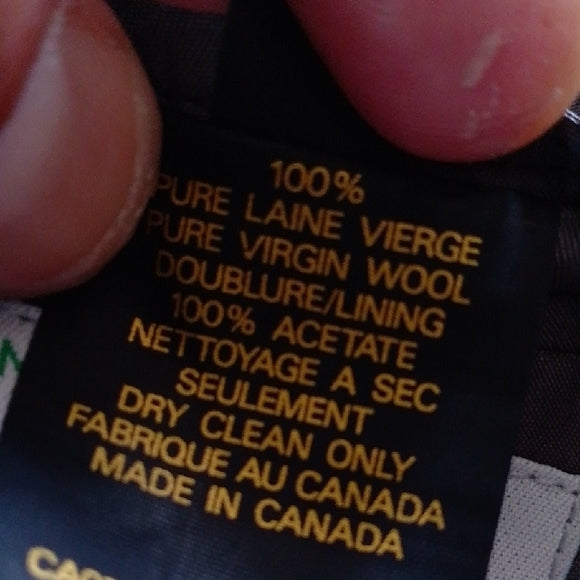 100%
PURE LAINE VIERGE
PURE VIRGIN WOOL
DOUBLURE/LINING
100% ACETATE
NETTOYAGE A SEC
SEULEMENT
DRY CLEAN ONLY
FABRIQUE AU CANADA
MADE IN CANADA